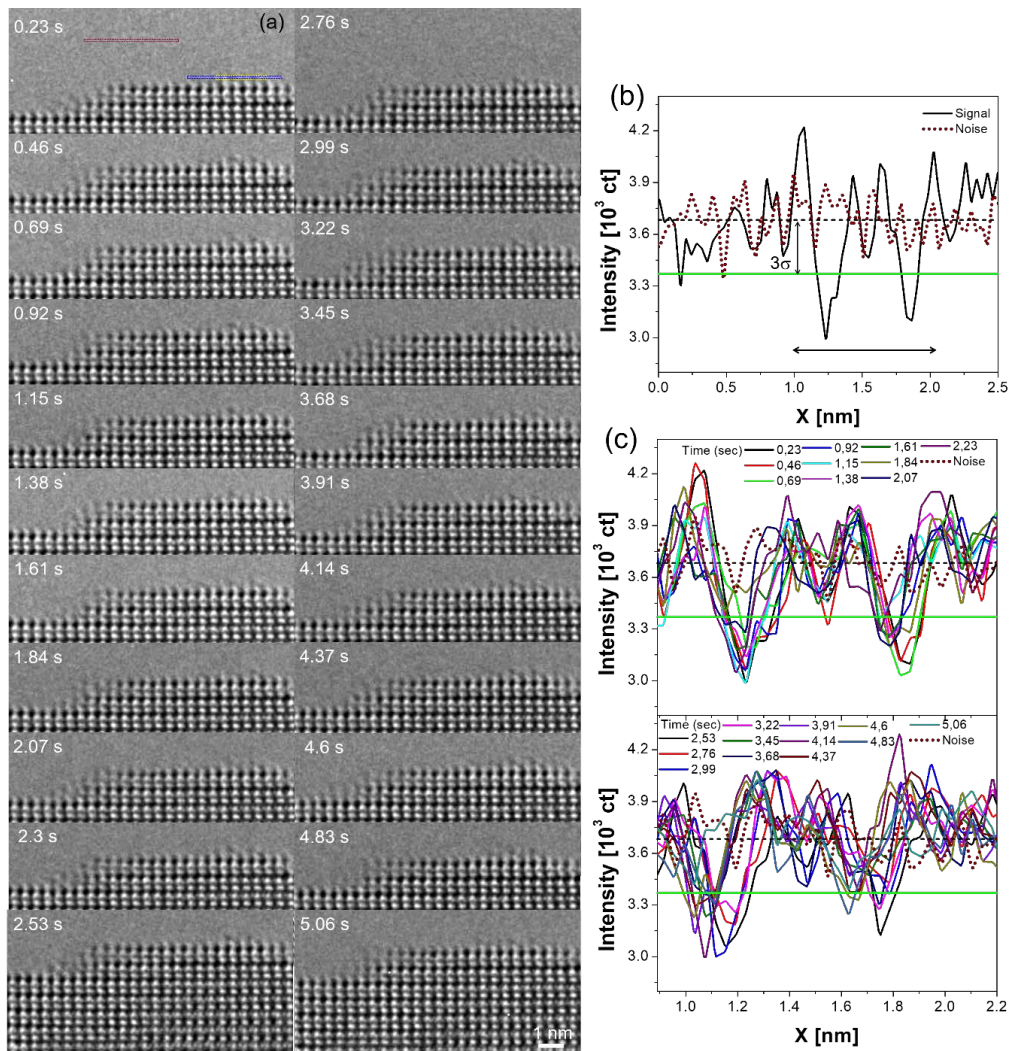 (a)
0.23 s
0.46 s
0.69 s
0.92 s
1.15 s
1.38 s
1.61 s
1.84 s
2.07 s
2.3 s
2.53 s
2.76 s
2.99 s
3.22 s
3.45 s
3.68 s
3.91 s
4.14 s
4.37 s
4.6 s
4.83 s
5.06 s
1 nm
(b)
Signal
Noise
4.2
3.9
3.6
3.3
3.0
Intensity [10³ ct]
3σ
0.0 0.5 1.0 1.5 2.0 2.5
X [nm]
(c)
Time (sec) 0,23 0,92 1,61 2,23
0,46 1,15 1,84 Noise
0,69 1,38 2,07
4.2
3.9
3.6
3.3
3.0
Intensity [10³ ct]
Time (sec) 3,22 3,91 4,6 5,06
2,53 3,45 4,14 4,83 Noise
2,76 3,68 4,37
2,99
4.2
3.9
3.6
3.3
3.0
Intensity [10³ ct]
1.0 1.2 1.4 1.6 1.8 2.0 2.2
X [nm]